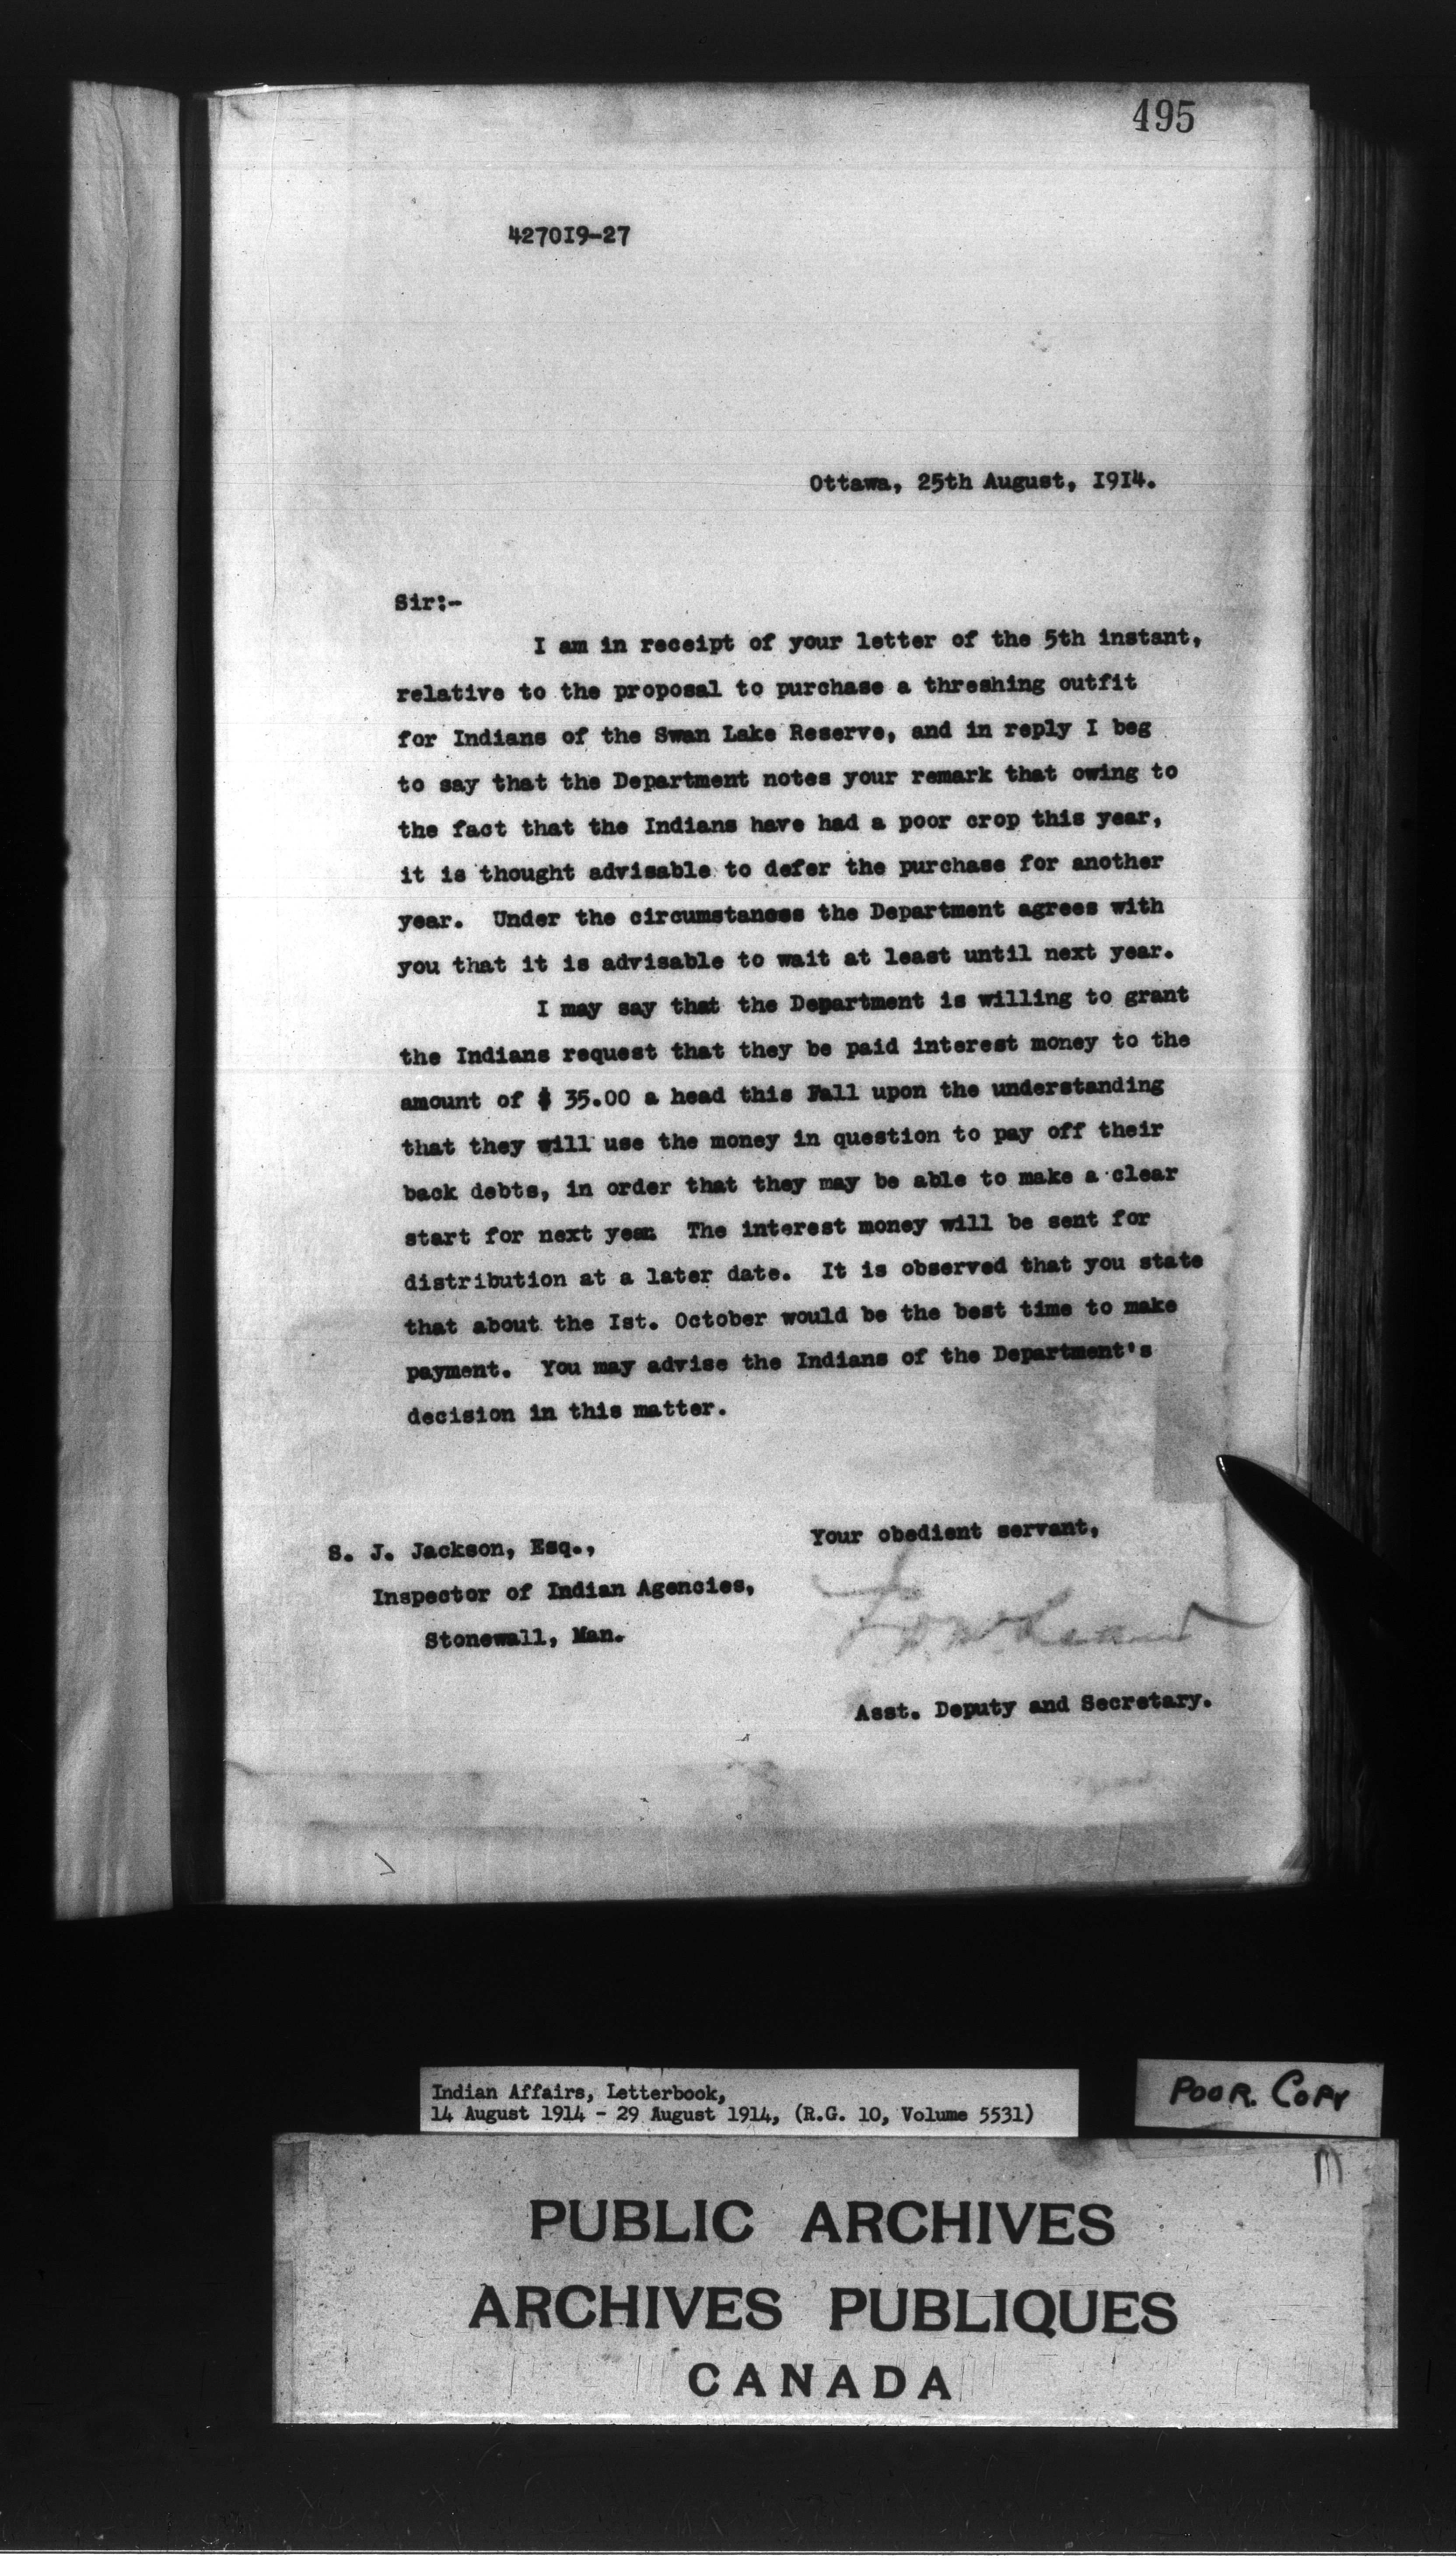 495
427019-27
Ottawa, 25th August, 1914.
Sir:-
I am in receipt of your letter of the 5th instant,
relative to the proposal to purchase a threshing outfit
for Indians of the Swan Lake Reserve, and in reply I beg
to say that the Department notes your remark that owing to
the fact that the Indians have had a poor crop this year,
it is thought advisable to defer the purchase for another
year. Under the circumstances the Department agrees with
you that it is advisable to wait at least until next year.
I may say that the Department is willing to grant
the Indians request that they be paid interest money to the
amount of $ 35.00 a head this Fall upon the understanding
that they will use the money in question to pay off their
back debts, in order that they may be able to make a clear
start for next year. The interest money will be sent for
distribution at a later date. It is observed that you state
that about the 1st. October would be the best time to make
payment. You may advise the Indians of the Department's
decision in this matter.
Your obedient servant,
S. J. Jackson, Esq.,
Inspector of Indian Agencies,
Stonewall, Man.
Asst. Deputy and Secretary.
Indian Affairs, Letterbook,
14 August 1914 - 29 August 1914, (R.G. 10, Volume 5531)
POOR. COPY
PUBLIC ARCHIVES
ARCHIVES PUBLIQUES
CANADA